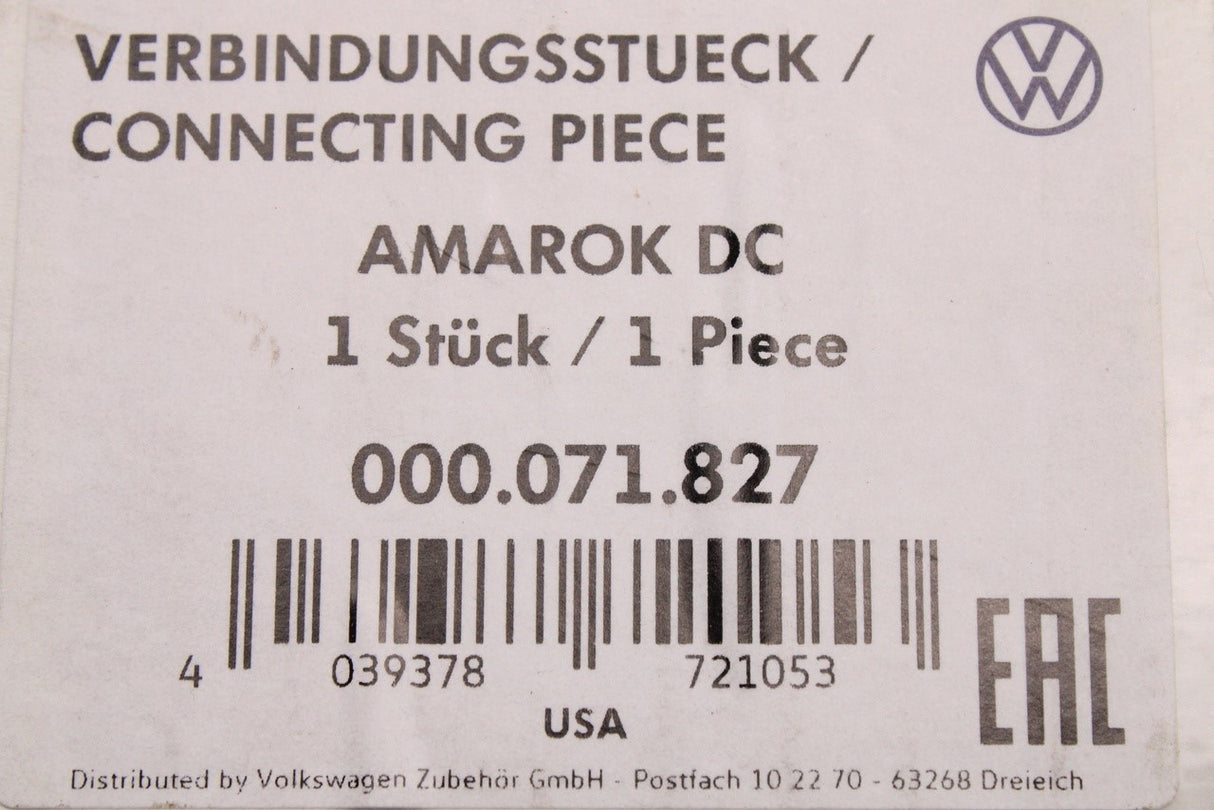 VERBINDUNGSSTUECK /
CONNECTING PIECE
AMAROK DC
1 Stück / 1 Piece
000.071.827
4 039378 721053
USA
EAC
Distributed by Volkswagen Zubehör GmbH - Postfach 10 22 70 - 63268 Dreieich